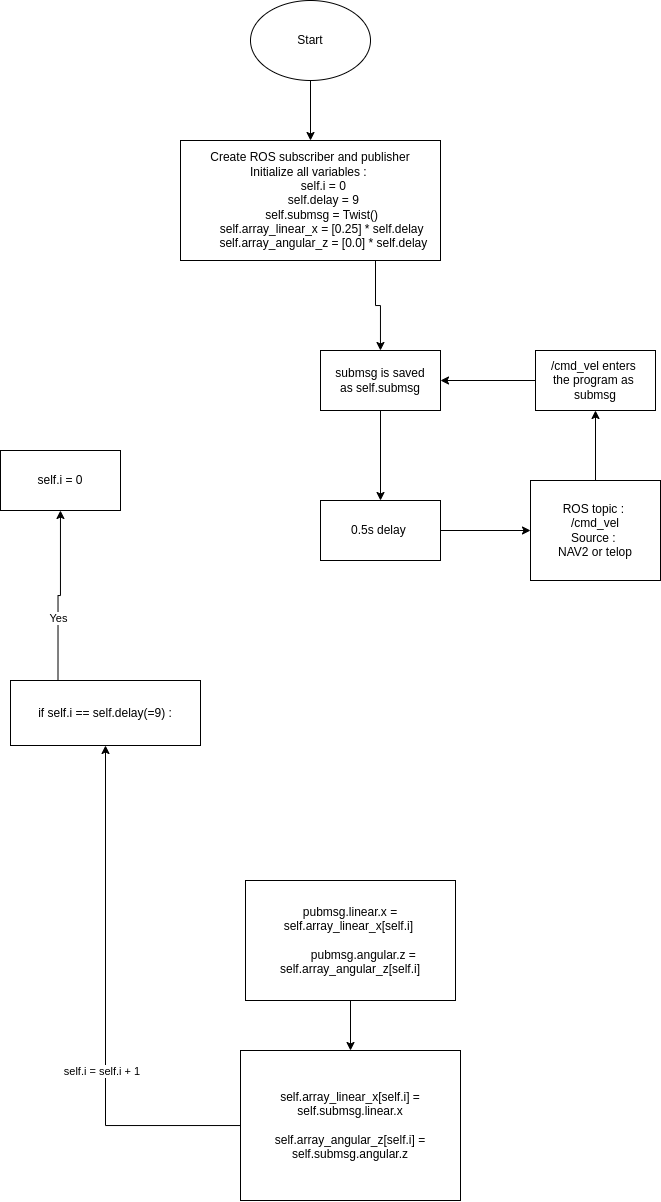 Start
Create ROS subscriber and publisher
Initialize all variables :
self.i = 0
self.delay = 9
self.submsg = Twist()
self.array_linear_x = [0.25] * self.delay
self.array_angular_z = [0.0] * self.delay
submsg is saved
as self.submsg
/cmd_vel enters
the program as
submsg
self.i = 0
0.5s delay
ROS topic :
/cmd_vel
Source :
NAV2 or telop
Yes
if self.i == self.delay(=9) :
pubmsg.linear.x =
self.array_linear_x[self.i]
pubmsg.angular.z =
self.array_angular_z[self.i]
self.i = self.i + 1
self.array_linear_x[self.i] =
self.submsg.linear.x
self.array_angular_z[self.i] =
self.submsg.angular.z